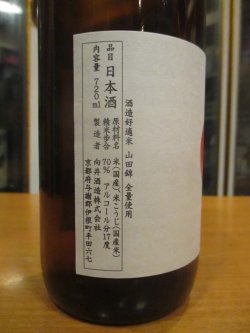 酒造好適米 山田錦 全量使用
品目 日本酒
内容量 720ml
原材料名 米(国産)、米こうじ(国産米)
精米歩合 70% アルコール分17度
製造者 向井酒造株式会社
京都府与謝郡伊根町平田六七